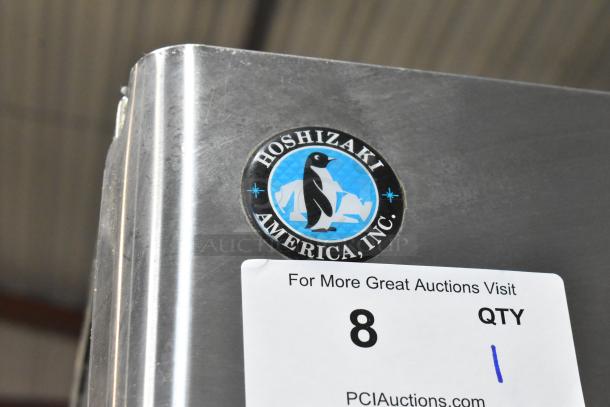 HOSHIZAKI
AMERICA, INC.
For More Great Auctions Visit
8 QTY
1
PCIAuctions.com